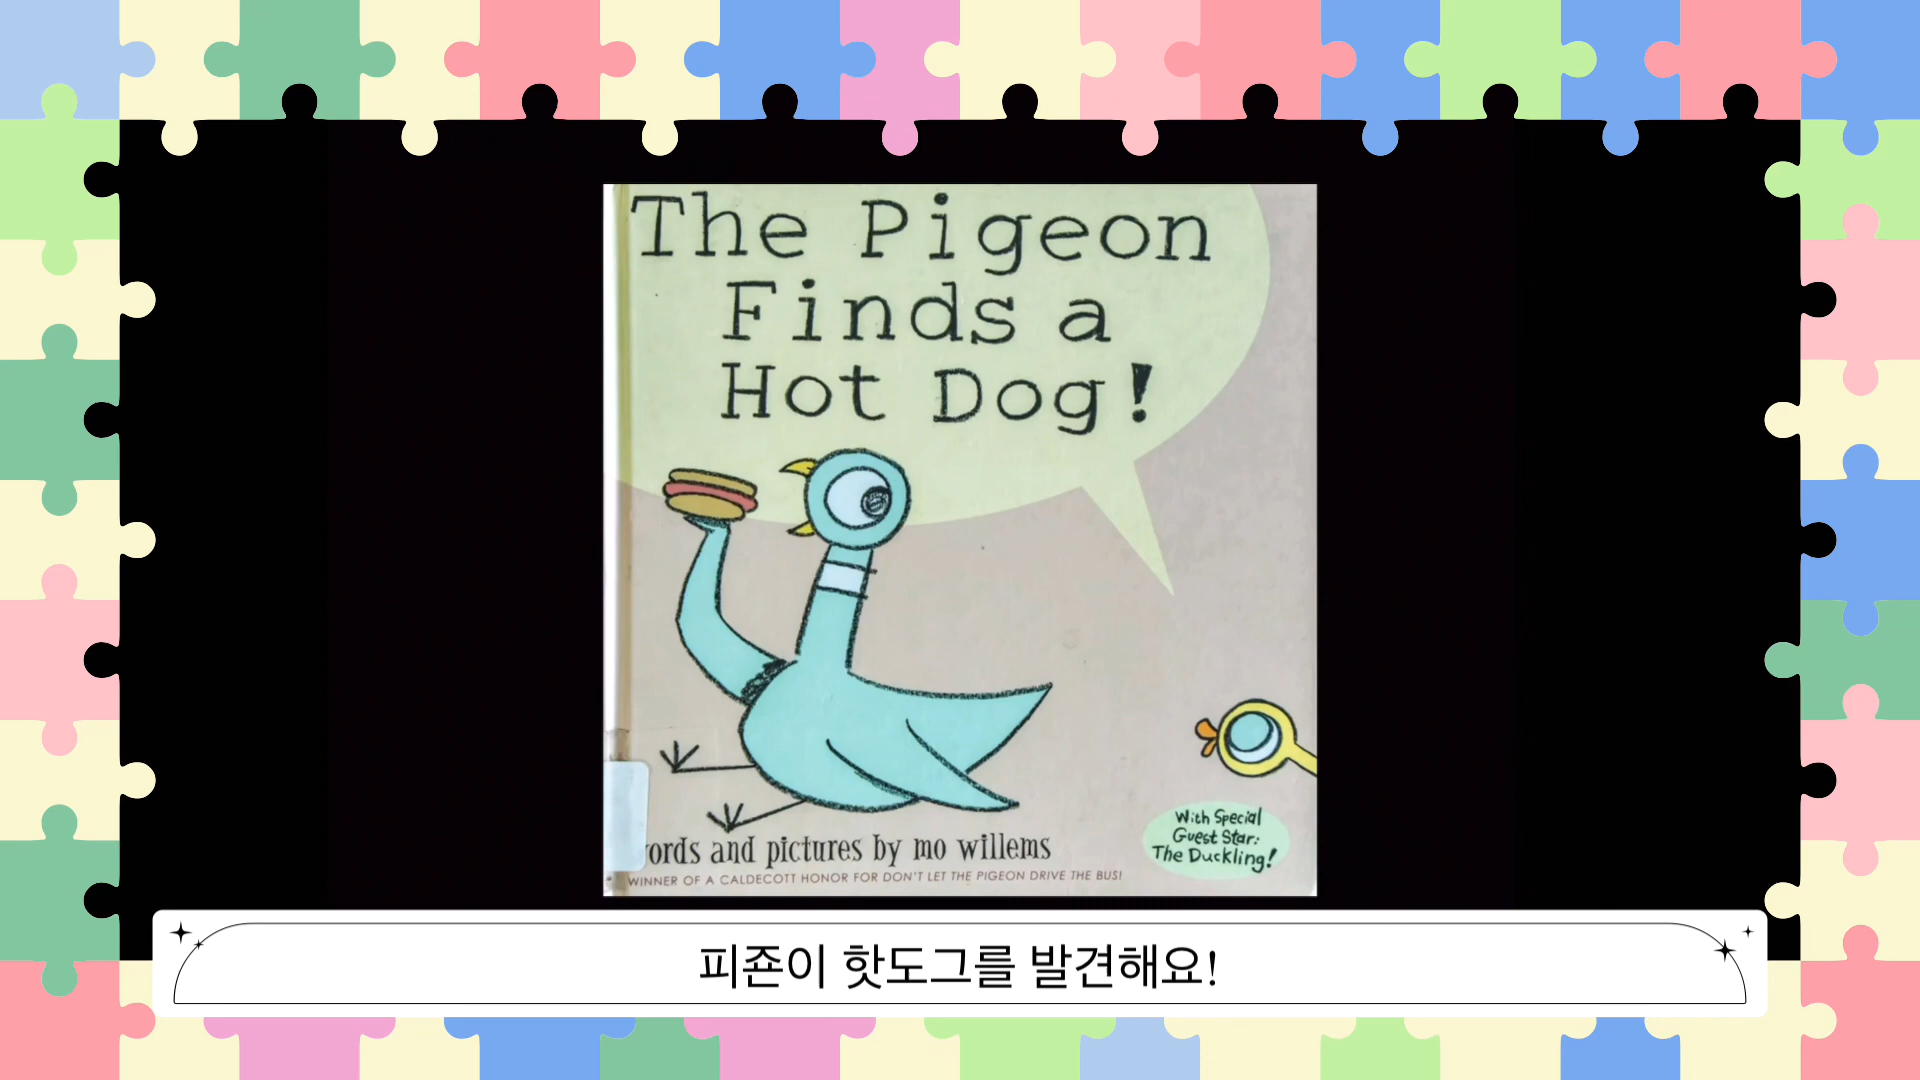 The Pigeon
Finds a
Hot Dog!
words and pictures by mo willems
WINNER OF A CALDECOTT HONOR FOR DON'T LET THE PIGEON DRIVE THE BUS!
With Special
Guest Star:
The Duckling!
피죤이 핫도그를 발견해요!